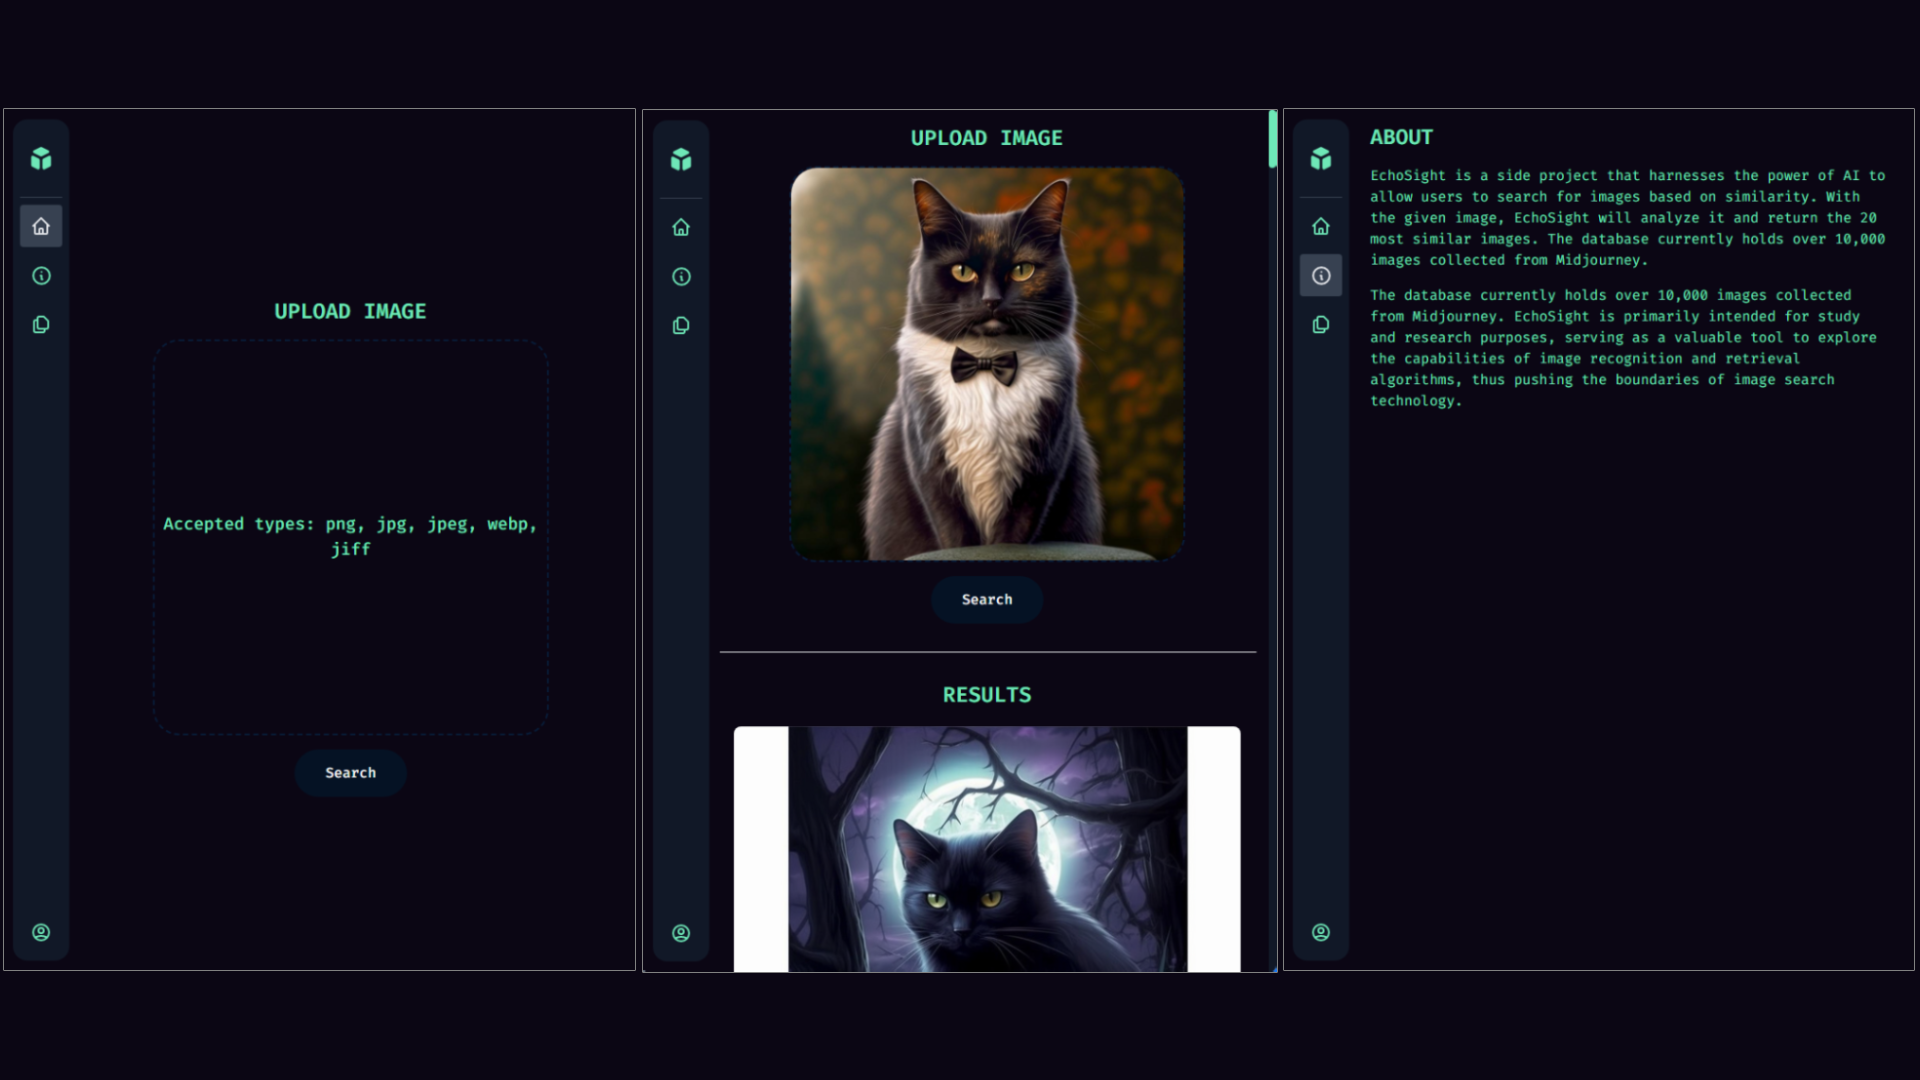 UPLOAD IMAGE
Accepted types: png, jpg, jpeg, webp,
jiff
Search
UPLOAD IMAGE
Search
RESULTS
ABOUT
EchoSight is a side project that harnesses the power of AI to
allow users to search for images based on similarity. With
the given image, EchoSight will analyze it and return the 20
most similar images. The database currently holds over 10,000
images collected from Midjourney.
The database currently holds over 10,000 images collected
from Midjourney. EchoSight is primarily intended for study
and research purposes, serving as a valuable tool to explore
the capabilities of image recognition and retrieval
algorithms, thus pushing the boundaries of image search
technology.